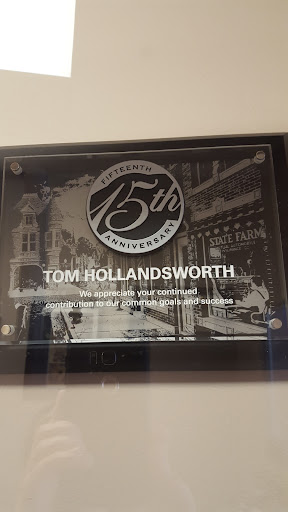 FIFTEENTH
15th
ANNIVERSARY
STATE FARM
TOM HOLLANDSWORTH
We appreciate your continued
contribution to our common goals and success